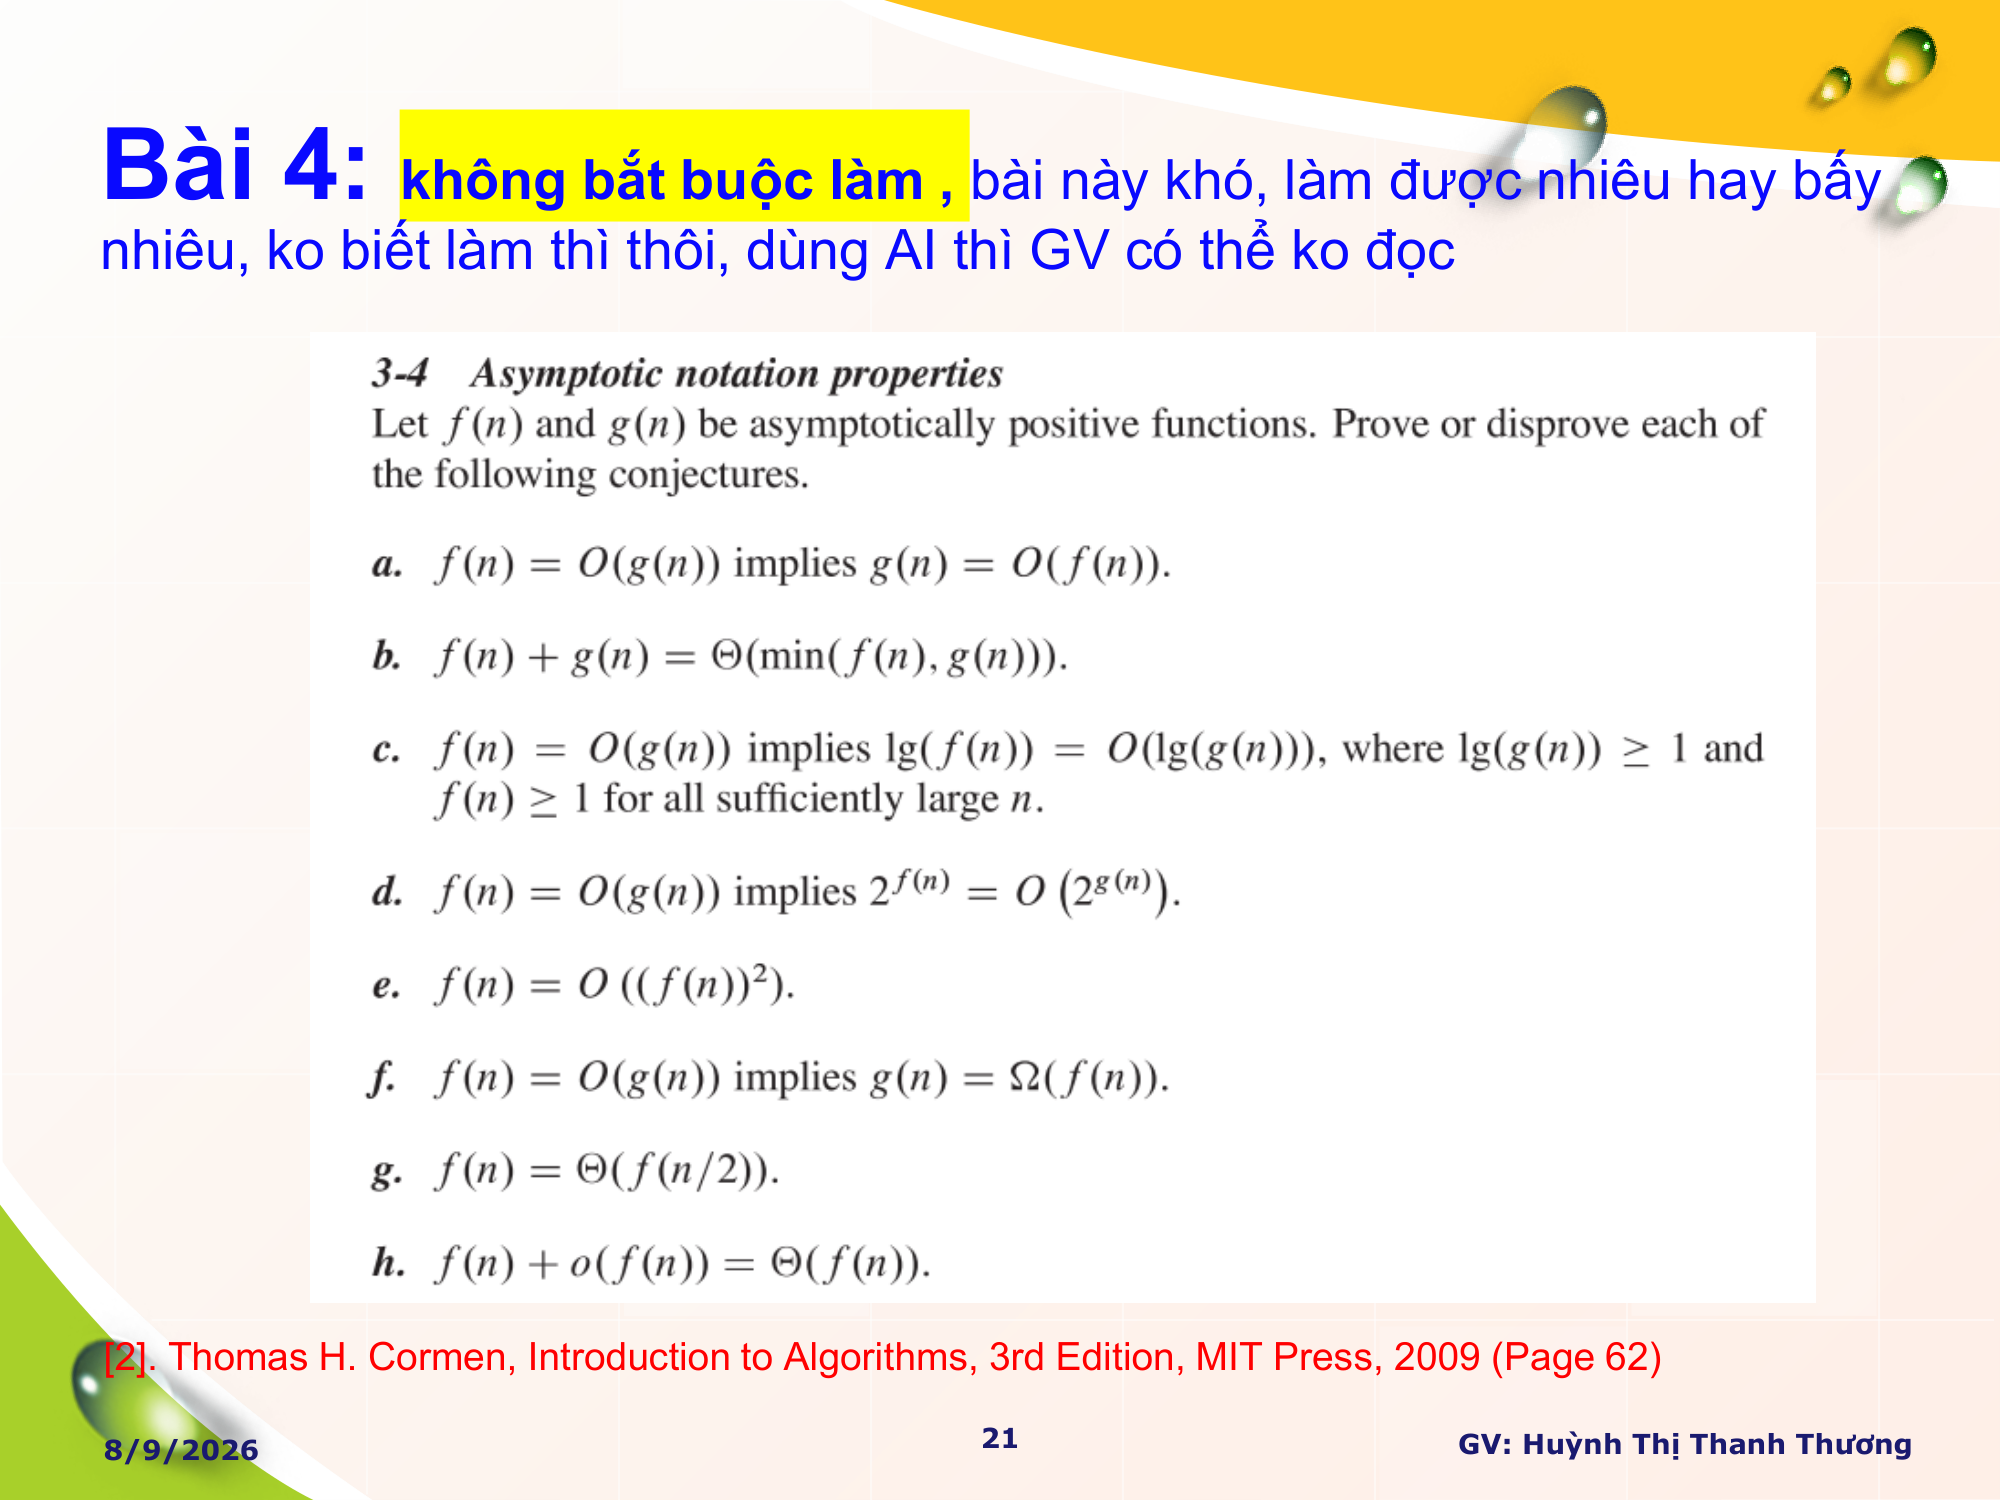 Bài 4: không bắt buộc làm , bài này khó, làm được nhiêu hay bấy
nhiêu, ko biết làm thì thôi, dùng AI thì GV có thể ko đọc
3-4 Asymptotic notation properties
Let f(n) and g(n) be asymptotically positive functions. Prove or disprove each of
the following conjectures.
a. f(n) = O(g(n)) implies g(n) = O(f(n)).
b. f(n) + g(n) = Θ(min(f(n), g(n))).
c. f(n) = O(g(n)) implies lg(f(n)) = O(lg(g(n))), where lg(g(n)) ≥ 1 and
f(n) ≥ 1 for all sufficiently large n.
d. f(n) = O(g(n)) implies 2^{f(n)} = O(2^{g(n)}).
e. f(n) = O((f(n))²).
f. f(n) = O(g(n)) implies g(n) = Ω(f(n)).
g. f(n) = Θ(f(n/2)).
h. f(n) + o(f(n)) = Θ(f(n)).
[2]. Thomas H. Cormen, Introduction to Algorithms, 3rd Edition, MIT Press, 2009 (Page 62)
8/9/2026
21
GV: Huỳnh Thị Thanh Thương